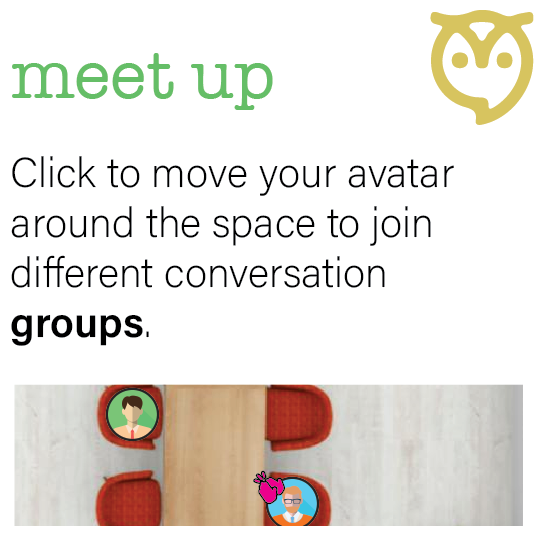 meet up
Click to move your avatar
around the space to join
different conversation
groups.